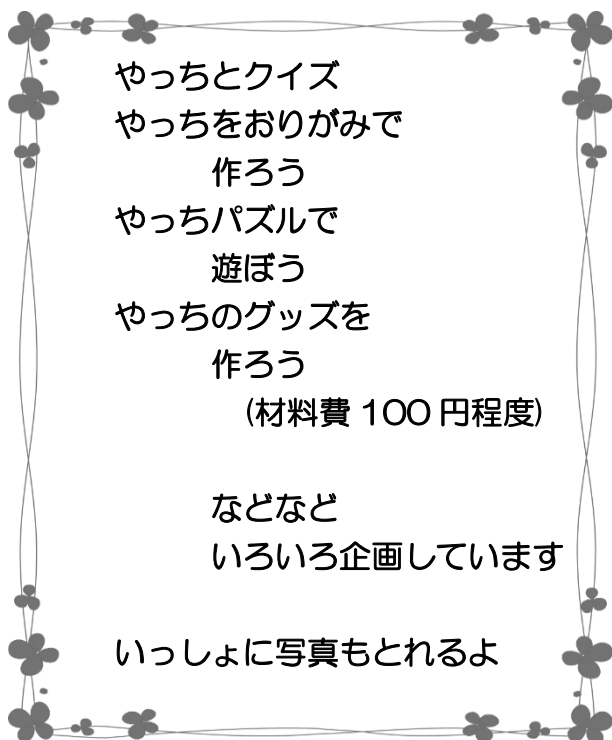 やっちとクイズ
やっちをおりがみで
作ろう
やっちパズルで
遊ぼう
やっちのグッズを
作ろう
(材料費 100 円程度)
などなど
いろいろ企画しています
いっしょに写真もとれるよ